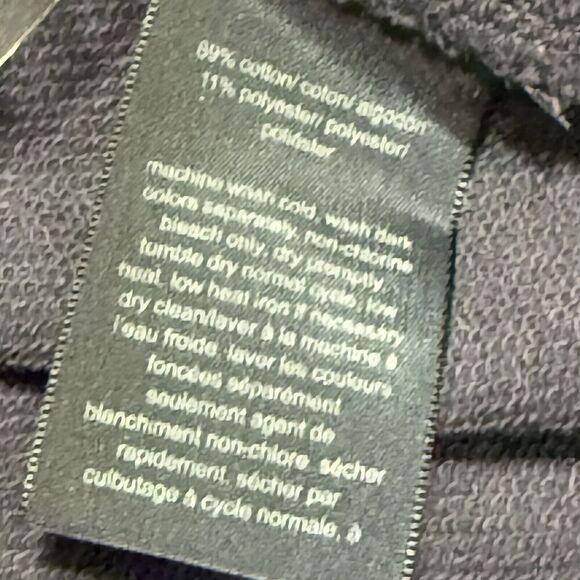 89% cotton/ coton/ algodón
11% polyester/ polyester/
poliéster
machine wash cold, wash dark
colors separately, non-chlorine
bleach only, dry promptly,
tumble dry normal cycle, low
heat, low heat iron if necessary
dry clean/laver à la machine à
l'eau froide, laver les couleurs
foncées séparément
seulement agent de
blanchiment non-chlore, sécher
rapidement, sécher par
culbutage à cycle normale, à